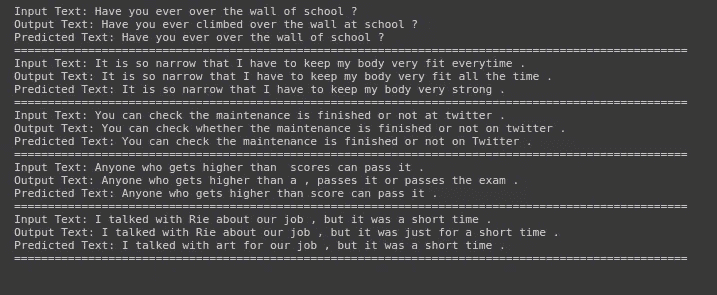 Input Text: Have you ever over the wall of school ?
Output Text: Have you ever climbed over the wall at school ?
Predicted Text: Have you ever over the wall of school ?
====================================================================================================
Input Text: It is so narrow that I have to keep my body very fit everytime .
Output Text: It is so narrow that I have to keep my body very fit all the time .
Predicted Text: It is so narrow that I have to keep my body very strong .
====================================================================================================
Input Text: You can check the maintenance is finished or not at twitter .
Output Text: You can check whether the maintenance is finished or not on twitter .
Predicted Text: You can check the maintenance is finished or not on Twitter .
====================================================================================================
Input Text: Anyone who gets higher than  scores can pass it .
Output Text: Anyone who gets higher than a , passes it or passes the exam .
Predicted Text: Anyone who gets higher than score can pass it .
====================================================================================================
Input Text: I talked with Rie about our job , but it was a short time .
Output Text: I talked with Rie about our job , but it was just for a short time .
Predicted Text: I talked with art for our job , but it was a short time .
====================================================================================================